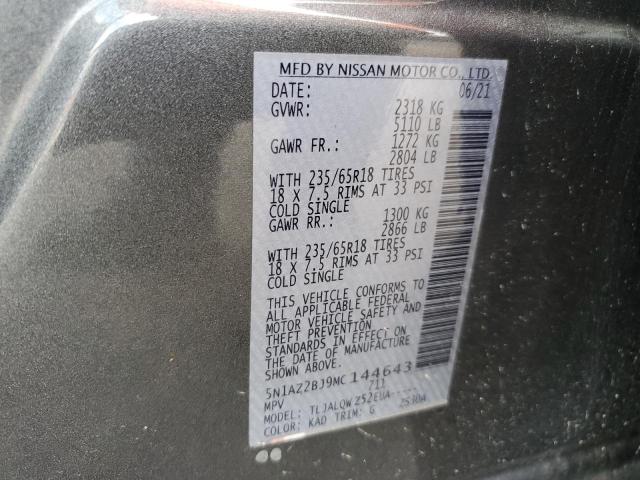 MFD BY NISSAN MOTOR CO., LTD.
DATE: 06/21
GVWR: 2318 KG
5110 LB
GAWR FR.: 1272 KG
2804 LB
WITH 235/65R18 TIRES
18 X 7.5 RIMS AT 33 PSI
COLD SINGLE
GAWR RR.: 1300 KG
2866 LB
WITH 235/65R18 TIRES
18 X 7.5 RIMS AT 33 PSI
COLD SINGLE
THIS VEHICLE CONFORMS TO
ALL APPLICABLE FEDERAL
MOTOR VEHICLE SAFETY AND
THEFT PREVENTION
STANDARDS IN EFFECT ON
THE DATE OF MANUFACTURE
SHOWN ABOVE.
5N1AZ2BJ9MC144643
MPV 711
MODEL: TLJALQWZ52EUA-----
COLOR: KAD TRIM: G 2530A